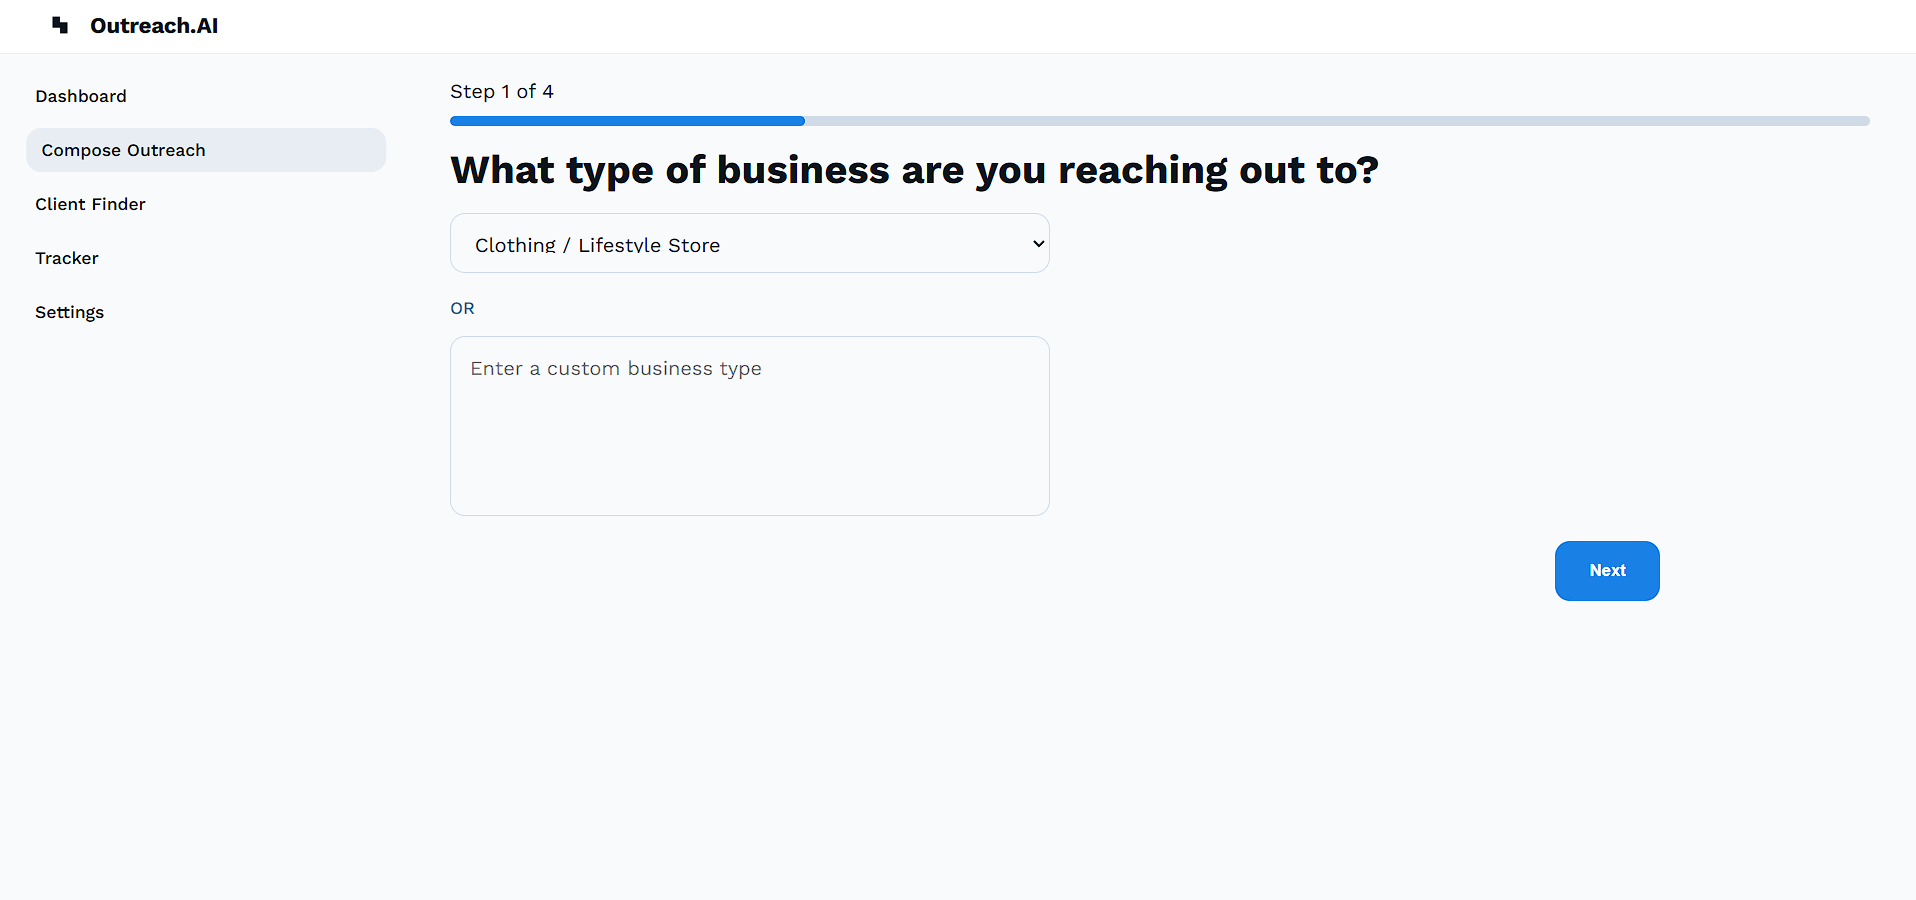 Outreach.AI
Dashboard
Compose Outreach
Client Finder
Tracker
Settings
Step 1 of 4
What type of business are you reaching out to?
Clothing / Lifestyle Store
OR
Enter a custom business type
Next